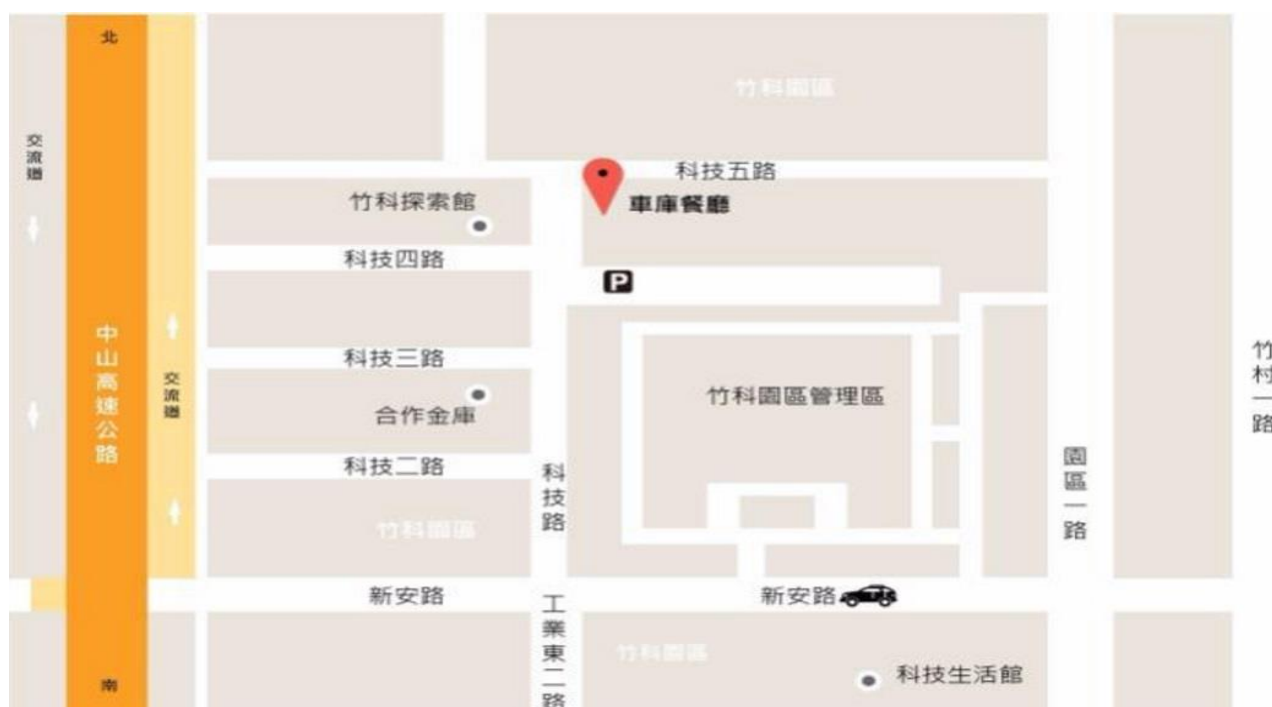 北
竹科園區
交流道
科技五路
竹科探索館
車庫餐廳
科技四路
P
中山高速公路
科技三路
竹村一路
交流道
竹科園區管理區
合作金庫
科技二路
科技路
園區一路
竹科園區
新安路
新安路
工業東二路
竹科園區
科技生活館
南